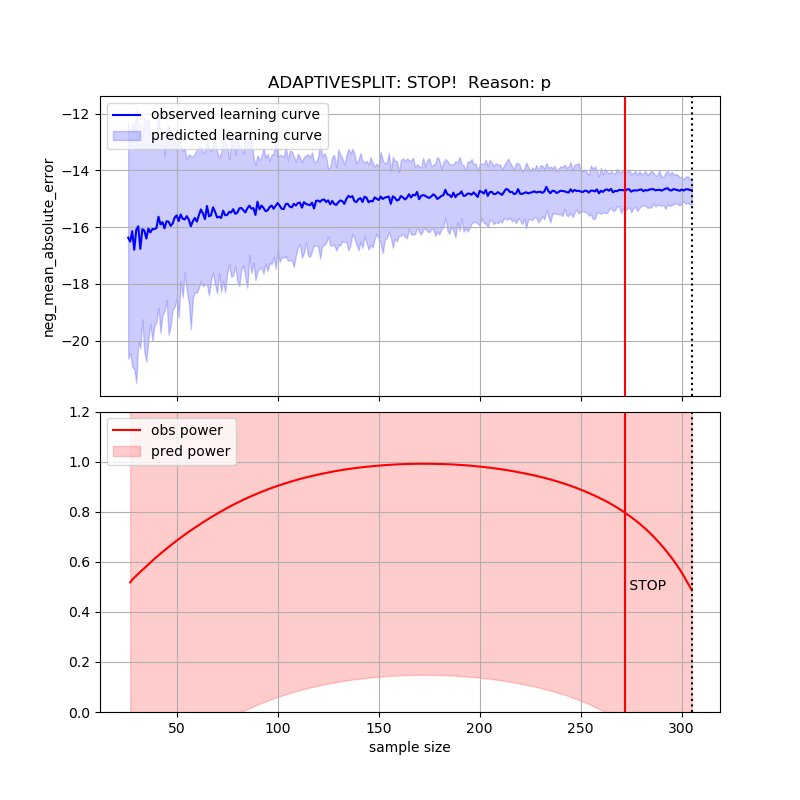 ADAPTIVESPLIT: STOP!  Reason: p
observed learning curve
predicted learning curve
neg_mean_absolute_error
−12
−14
−16
−18
−20
obs power
pred power
1.2
1.0
0.8
0.6
0.4
0.2
0.0
STOP
50
100
150
200
250
300
sample size